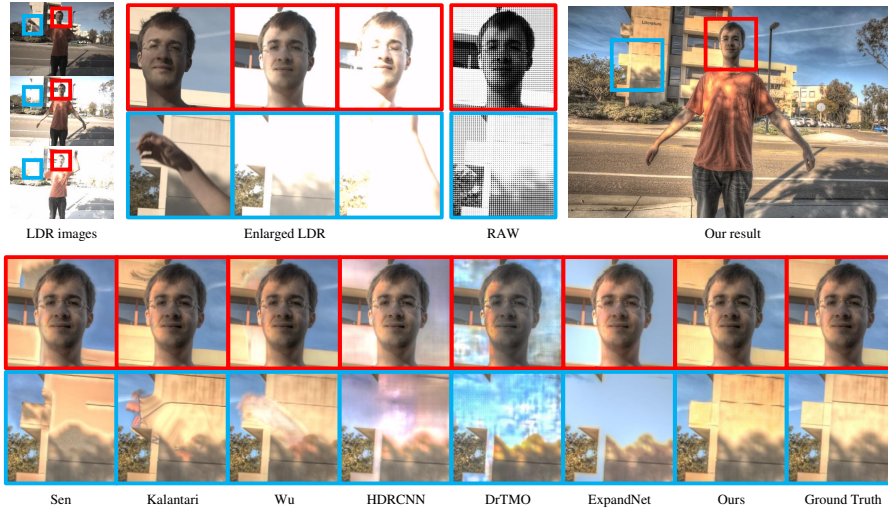 LDR images
Enlarged LDR
RAW
Our result
Sen
Kalantari
Wu
HDRCNN
DrTMO
ExpandNet
Ours
Ground Truth